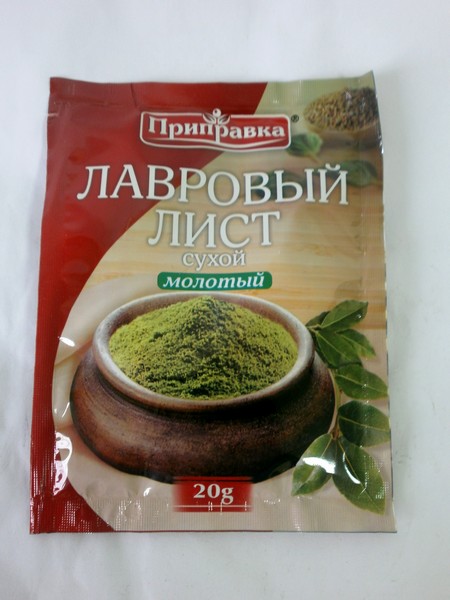 Приправка®
ЛАВРОВЫЙ
ЛИСТ
сухой
молотый
20g